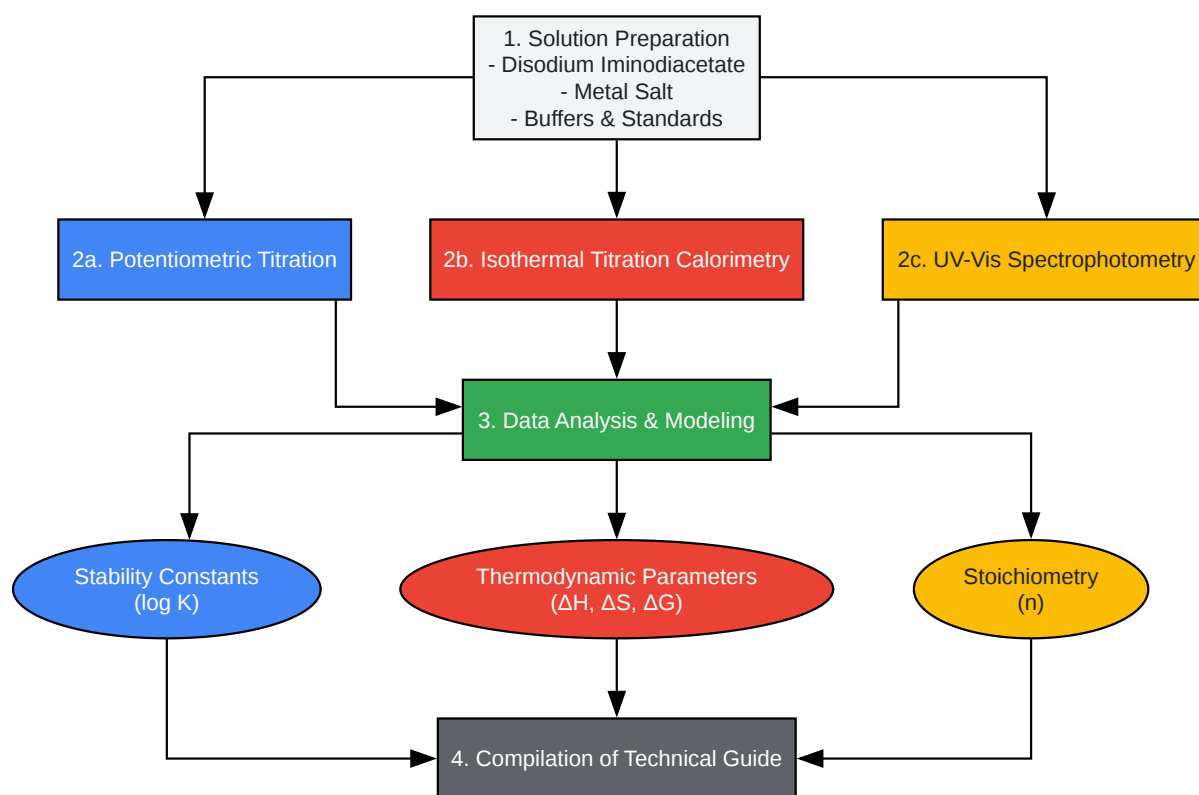 1. Solution Preparation
- Disodium Iminodiacetate
- Metal Salt
- Buffers & Standards
2a. Potentiometric Titration
2b. Isothermal Titration Calorimetry
2c. UV-Vis Spectrophotometry
3. Data Analysis & Modeling
Stability Constants
(log K)
Thermodynamic Parameters
(ΔH, ΔS, ΔG)
Stoichiometry
(n)
4. Compilation of Technical Guide